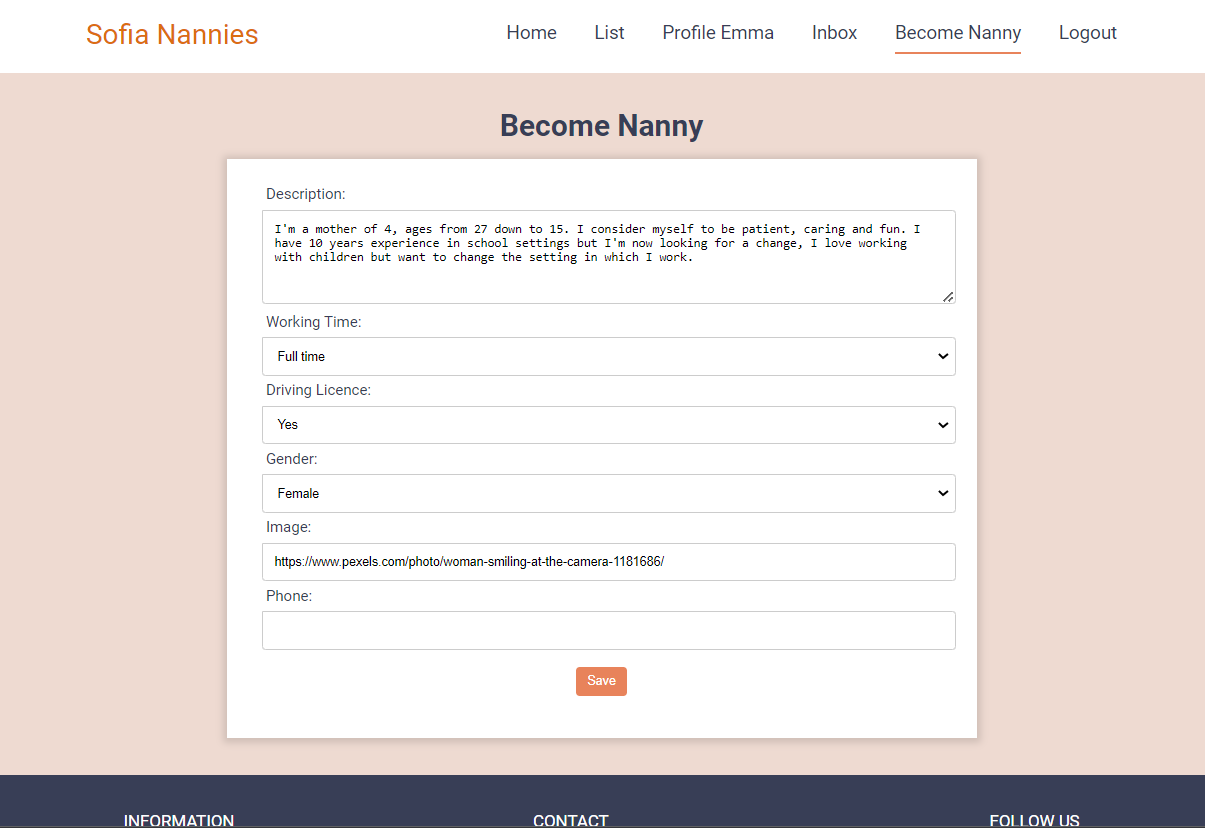 Sofia Nannies
Home
List
Profile Emma
Inbox
Become Nanny
Logout
Become Nanny
Description:
I'm a mother of 4, ages from 27 down to 15. I consider myself to be patient, caring and fun. I
have 10 years experience in school settings but I'm now looking for a change, I love working
with children but want to change the setting in which I work.
Working Time:
Full time
Driving Licence:
Yes
Gender:
Female
Image:
https://www.pexels.com/photo/woman-smiling-at-the-camera-1181686/
Phone:
Save
INFORMATION
CONTACT
FOLLOW US